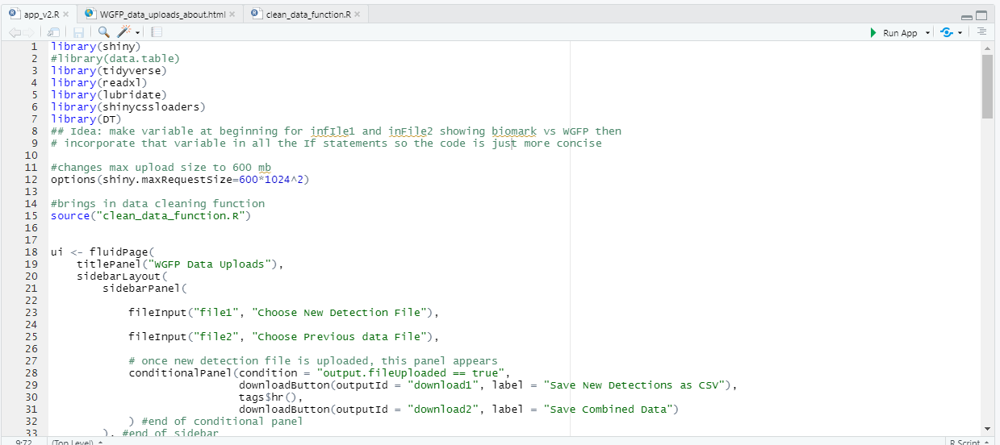 app_v2.R × WGFP_data_uploads_about.html × clean_data_function.R ×
Run App
1 library(shiny)
2 #library(data.table)
3 library(tidyverse)
4 library(readxl)
5 library(lubridate)
6 library(shinycssloaders)
7 library(DT)
8 ## Idea: make variable at beginning for infIle1 and inFile2 showing biomark vs WGFP then
9 # incorporate that variable in all the If statements so the code is just more concise
10
11 #changes max upload size to 600 mb
12 options(shiny.maxRequestSize=600*1024^2)
13
14 #brings in data cleaning function
15 source("clean_data_function.R")
16
17
18 ui <- fluidPage(
19     titlePanel("WGFP Data Uploads"),
20     sidebarLayout(
21         sidebarPanel(
22
23             fileInput("file1", "Choose New Detection File"),
24
25             fileInput("file2", "Choose Previous data File"),
26
27             # once new detection file is uploaded, this panel appears
28             conditionalPanel(condition = "output.fileUploaded == true",
29                              downloadButton(outputId = "download1", label = "Save New Detections as CSV"),
30                              tags$hr(),
31                              downloadButton(outputId = "download2", label = "Save Combined Data")
32             ) #end of conditional panel
33         ), #end of sidebar
9:72 (Top Level) R Script